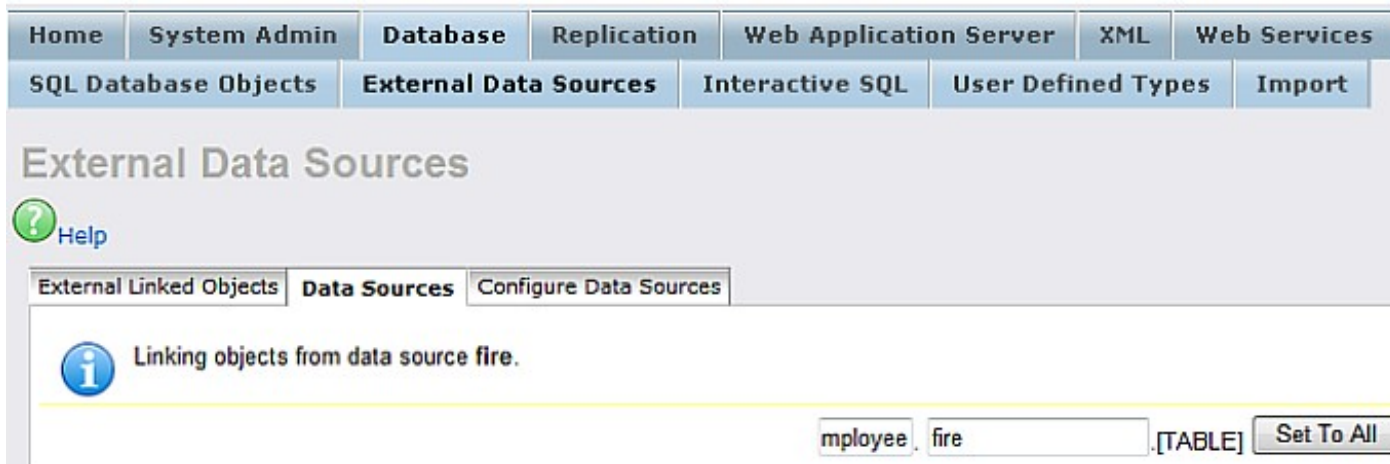 Home System Admin Database Replication Web Application Server XML Web Services
SQL Database Objects External Data Sources Interactive SQL User Defined Types Import
External Data Sources
Help
External Linked Objects Data Sources Configure Data Sources
Linking objects from data source fire.
mployee . fire .[TABLE] Set To All